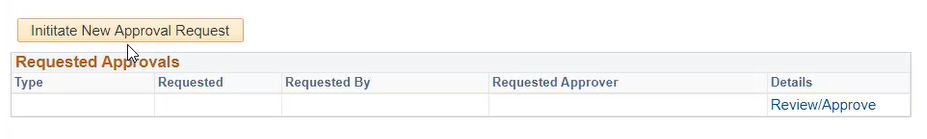 Inititate New Approval Request
Requested Approvals
Type Requested Requested By Requested Approver Details
Review/Approve